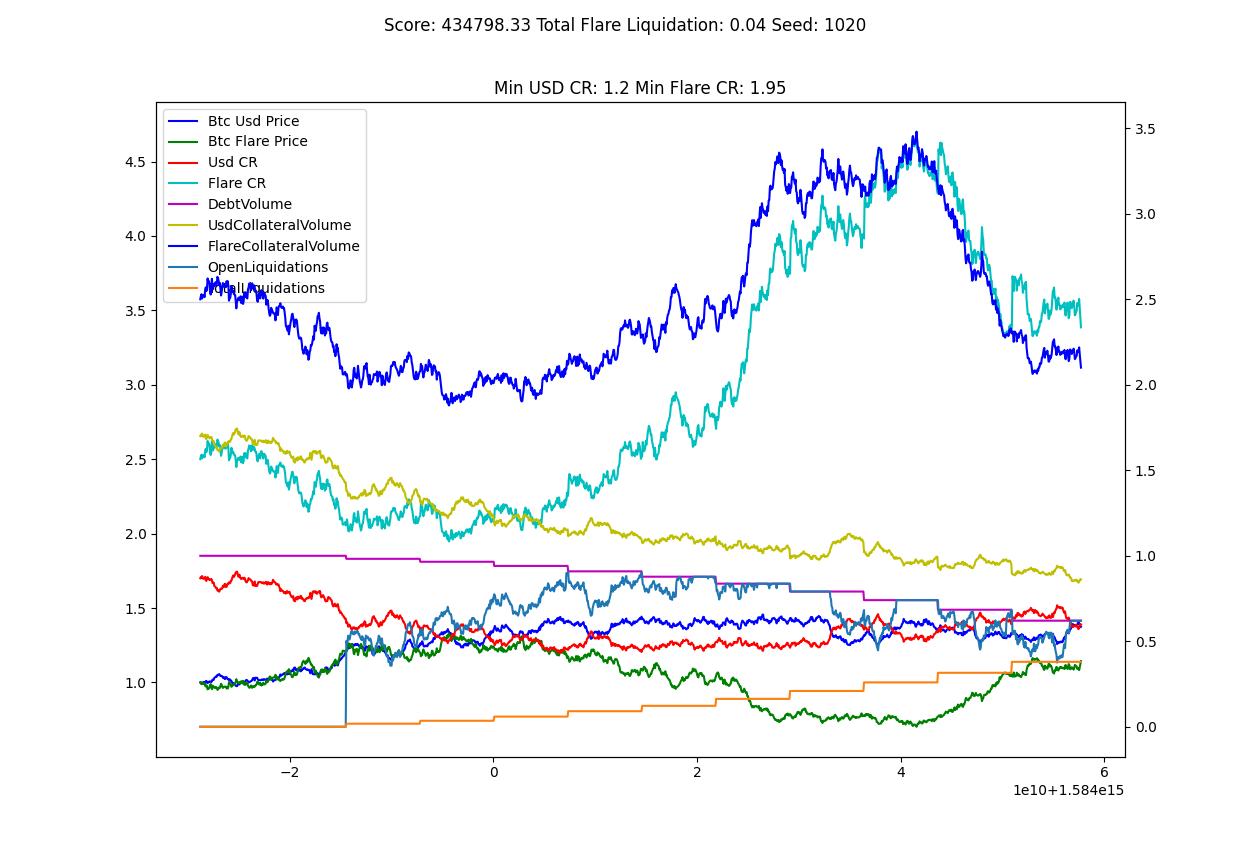 Score: 434798.33 Total Flare Liquidation: 0.04 Seed: 1020
Min USD CR: 1.2 Min Flare CR: 1.95
Btc Usd Price
Btc Flare Price
Usd CR
Flare CR
DebtVolume
UsdCollateralVolume
FlareCollateralVolume
OpenLiquidations
TotalLiquidations
4.5
4.0
3.5
3.0
2.5
2.0
1.5
1.0
3.5
3.0
2.5
2.0
1.5
1.0
0.5
0.0
−2 0 2 4 6
1e10+1.584e15